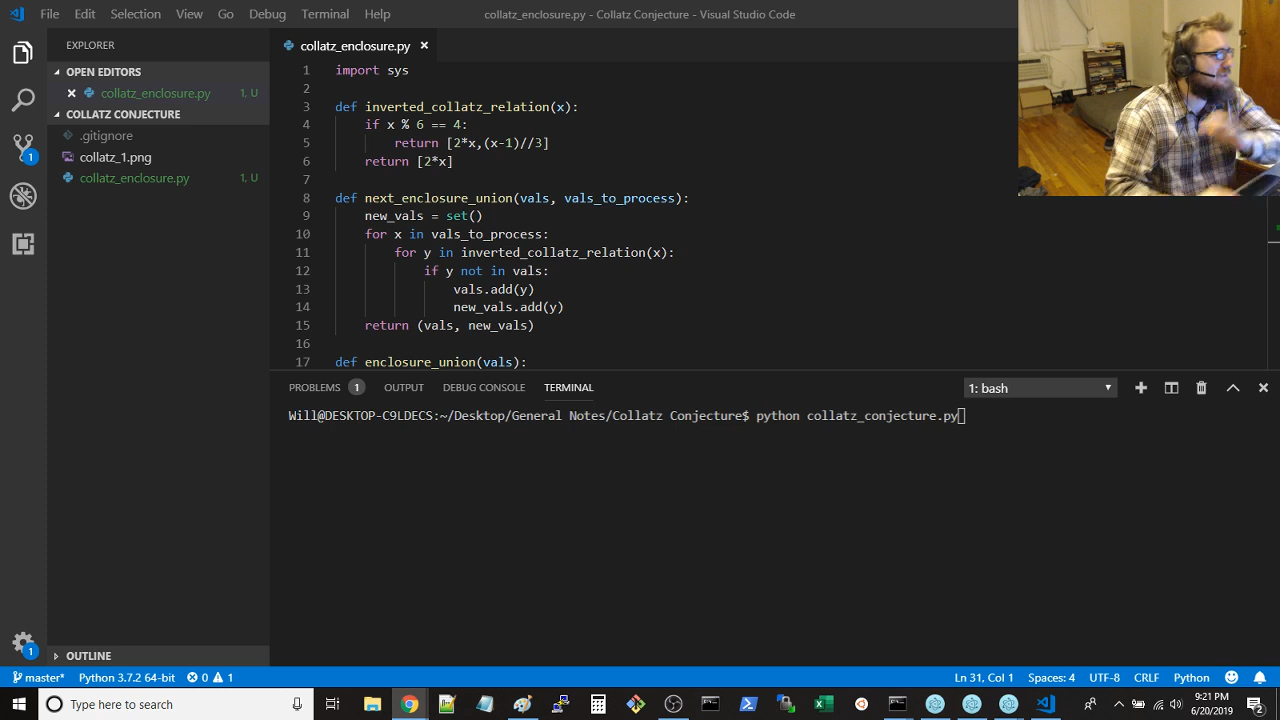 File Edit Selection View Go Debug Terminal Help
collatz_enclosure.py - Collatz Conjecture - Visual Studio Code
EXPLORER
OPEN EDITORS
collatz_enclosure.py 1, U
COLLATZ CONJECTURE
.gitignore
collatz_1.png
collatz_enclosure.py 1, U
OUTLINE
1
1
collatz_enclosure.py
1 import sys
2
3 def inverted_collatz_relation(x):
4 if x % 6 == 4:
5 return [2*x,(x-1)//3]
6 return [2*x]
7
8 def next_enclosure_union(vals, vals_to_process):
9 new_vals = set()
10 for x in vals_to_process:
11 for y in inverted_collatz_relation(x):
12 if y not in vals:
13 vals.add(y)
14 new_vals.add(y)
15 return (vals, new_vals)
16
17 def enclosure_union(vals):
PROBLEMS 1 OUTPUT DEBUG CONSOLE TERMINAL
1: bash
Will@DESKTOP-C9LDECS:~/Desktop/General Notes/Collatz Conjecture$ python collatz_conjecture.py
master* Python 3.7.2 64-bit 0 1
Ln 31, Col 1 Spaces: 4 UTF-8 CRLF Python 2
Type here to search
9:21 PM
6/20/2019